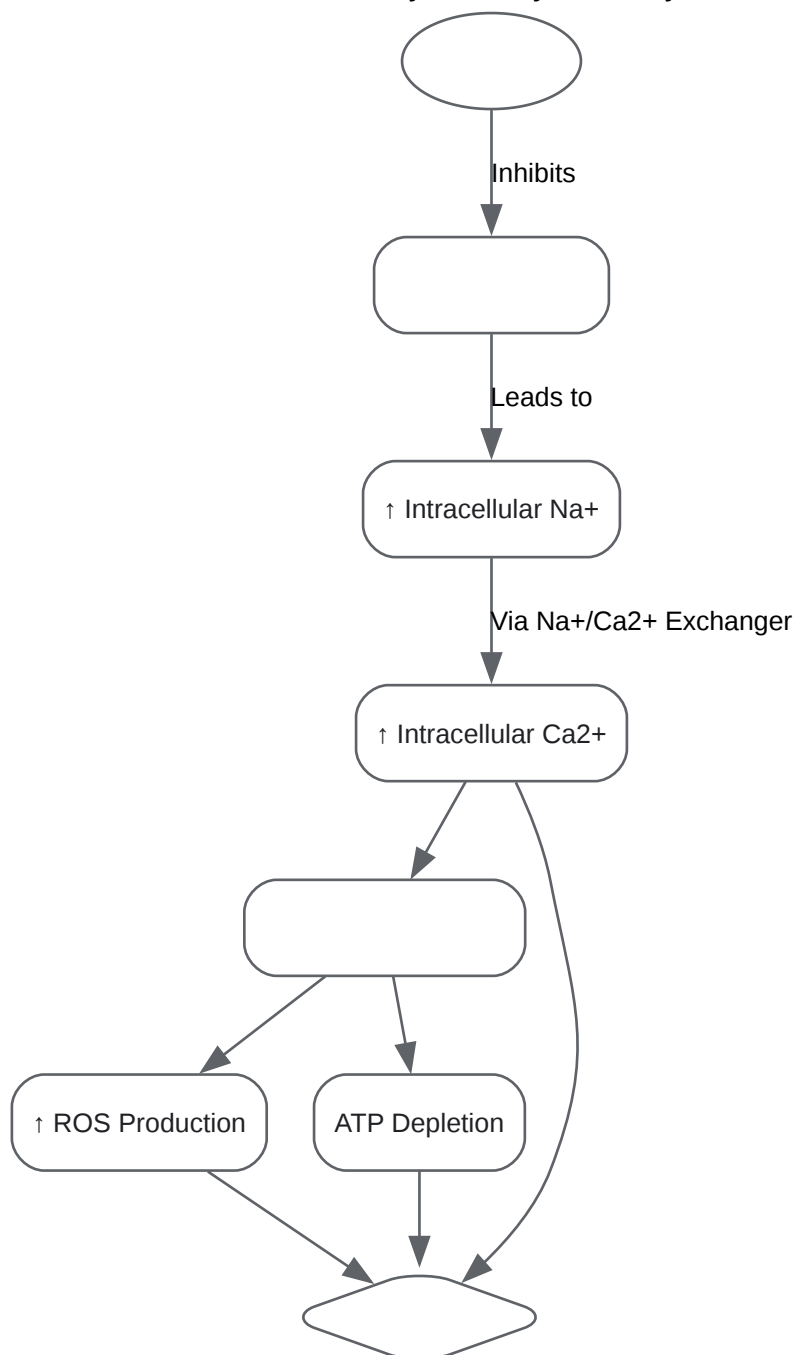 Inhibits
Leads to
↑ Intracellular Na+
Via Na+/Ca2+ Exchanger
↑ Intracellular Ca2+
↑ ROS Production
ATP Depletion